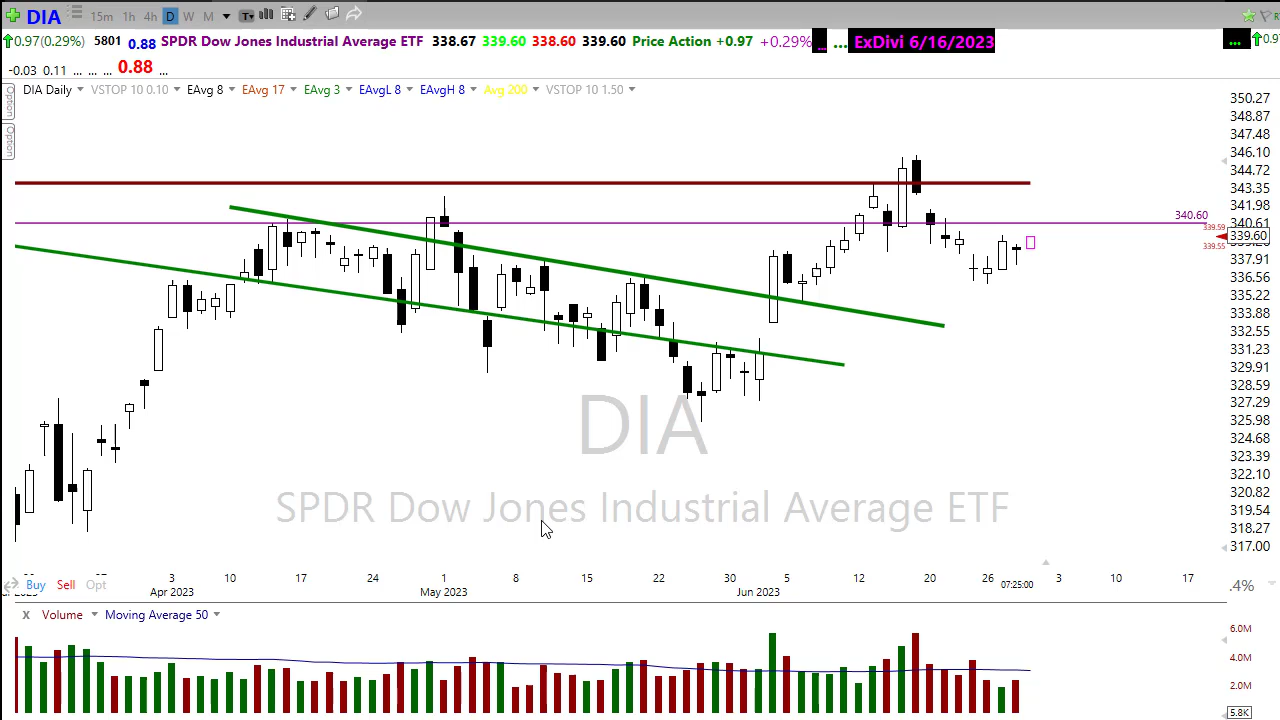 DIA 15m 1h 4h D W M T
0.97(0.29%) 5801 0.88 SPDR Dow Jones Industrial Average ETF 338.67 339.60 338.60 339.60 Price Action +0.97 +0.29% ... ... ExDivi 6/16/2023 ...
-0.03 0.11 ... ... ... 0.88 ...
DIA Daily VSTOP 10 0.10 EAvg 8 EAvg 17 EAvg 3 EAvgL 8 EAvgH 8 Avg 200 VSTOP 10 1.50
Option
Option
350.27
348.87
347.48
346.10
344.72
343.35
341.98
340.60
340.61
339.59
339.60
339.55
337.91
336.56
335.22
333.88
332.55
331.23
329.91
328.59
327.29
325.98
324.68
323.39
322.10
320.82
319.54
318.27
317.00
DIA
SPDR Dow Jones Industrial Average ETF
3 10 17 24 1 8 15 22 30 5 12 20 26 07:25:00 3 10 17
Buy Sell Opt .4%
Apr 2023 May 2023 Jun 2023
X Volume Moving Average 50
6.0M
4.0M
2.0M
5.8K